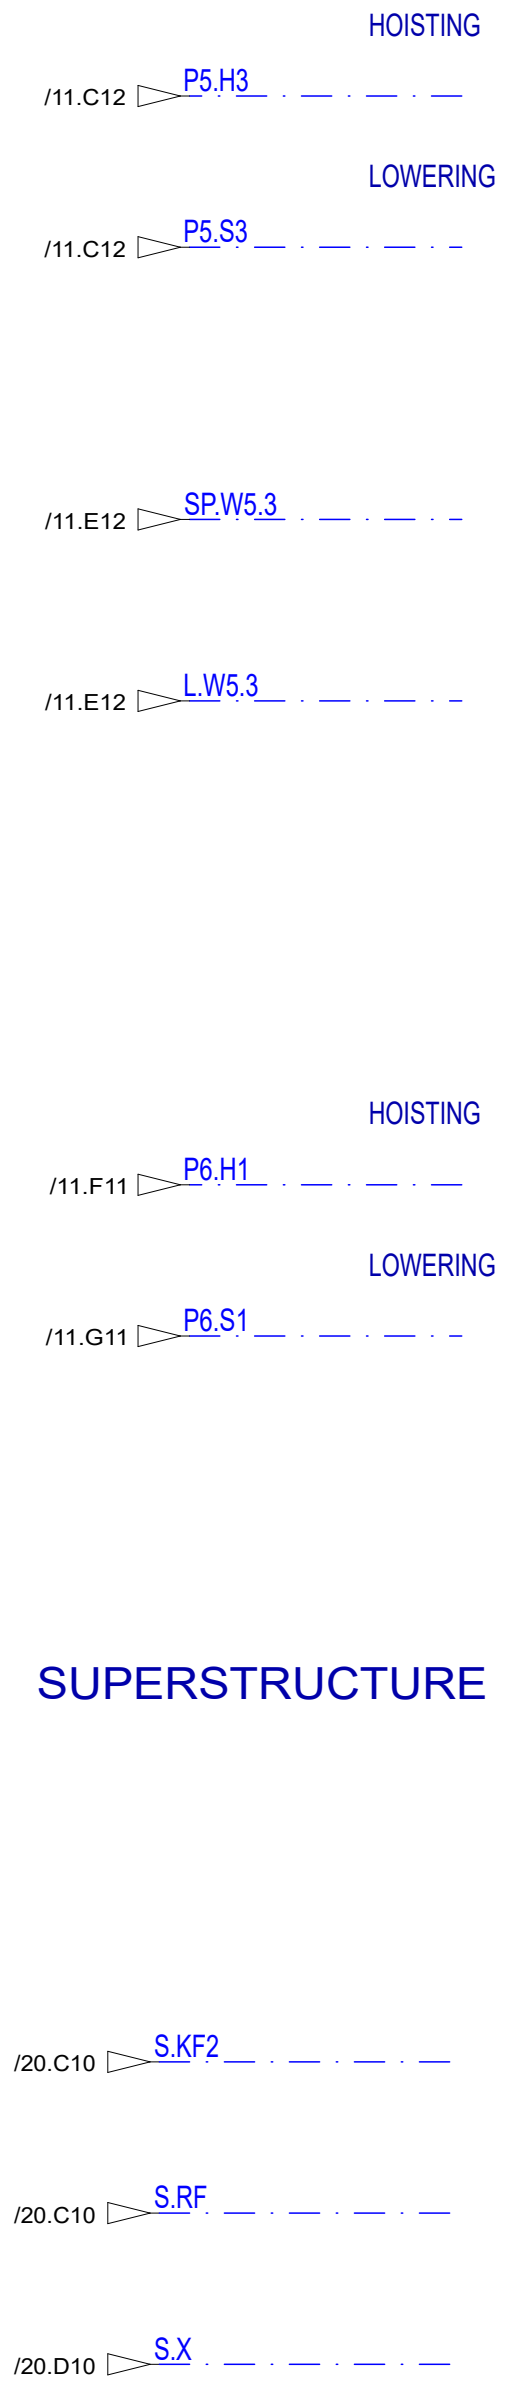 HOISTING
P5.H3
/11.C12
LOWERING
P5.S3
/11.C12
SP.W5.3
/11.E12
L.W5.3
/11.E12
HOISTING
P6.H1
/11.F11
LOWERING
P6.S1
/11.G11
SUPERSTRUCTURE
S.KF2
/20.C10
S.RF
/20.C10
S.X
/20.D10